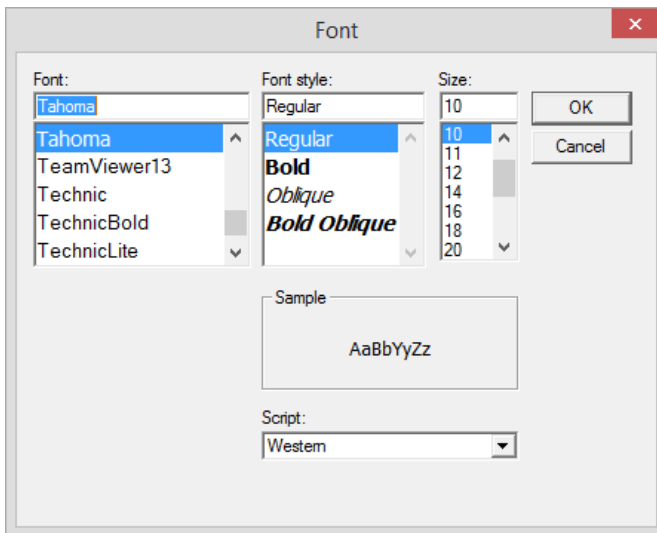 Font
Font:
Tahoma
Tahoma
TeamViewer13
Technic
TechnicBold
TechnicLite
Font style:
Regular
Regular
Bold
Oblique
Bold Oblique
Size:
10
10
11
12
14
16
18
20
OK
Cancel
Sample
AaBbYyZz
Script:
Western